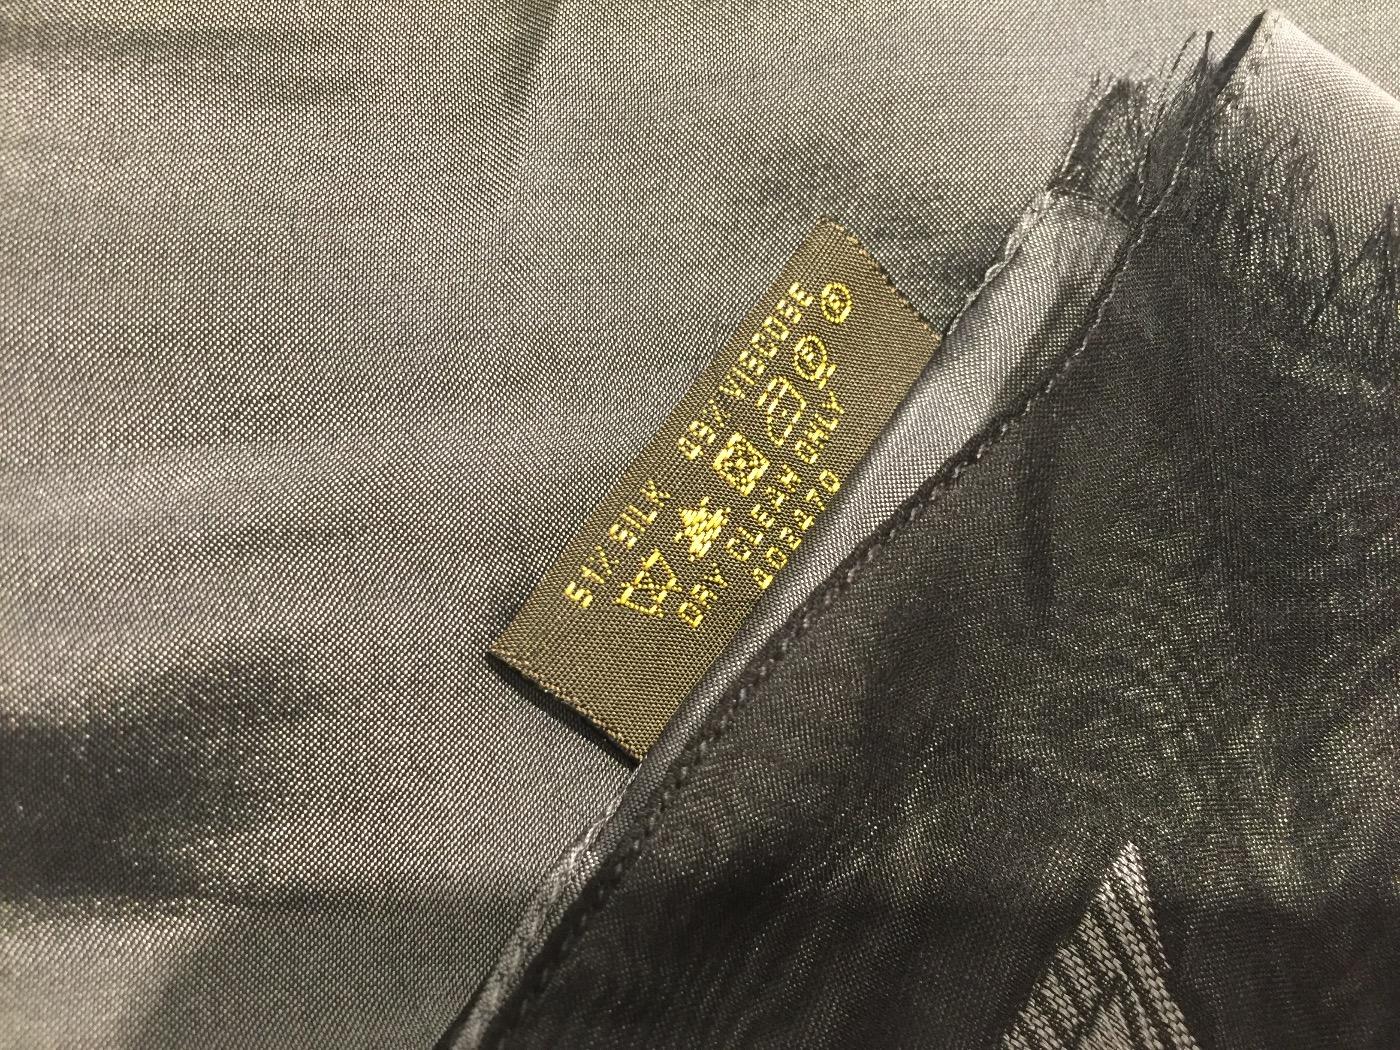 51% SILK 49% VISCOSE
DRY CLEAN ONLY